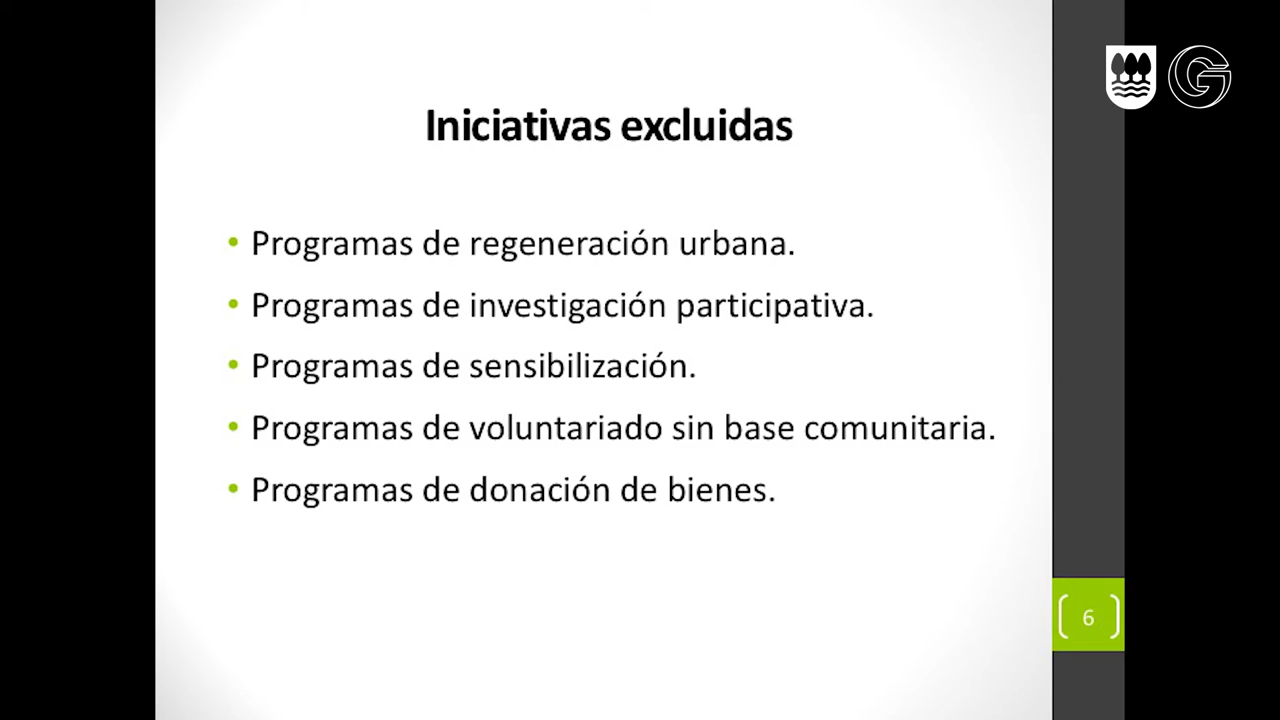 Iniciativas excluidas
• Programas de regeneración urbana.
• Programas de investigación participativa.
• Programas de sensibilización.
• Programas de voluntariado sin base comunitaria.
• Programas de donación de bienes.
6
G